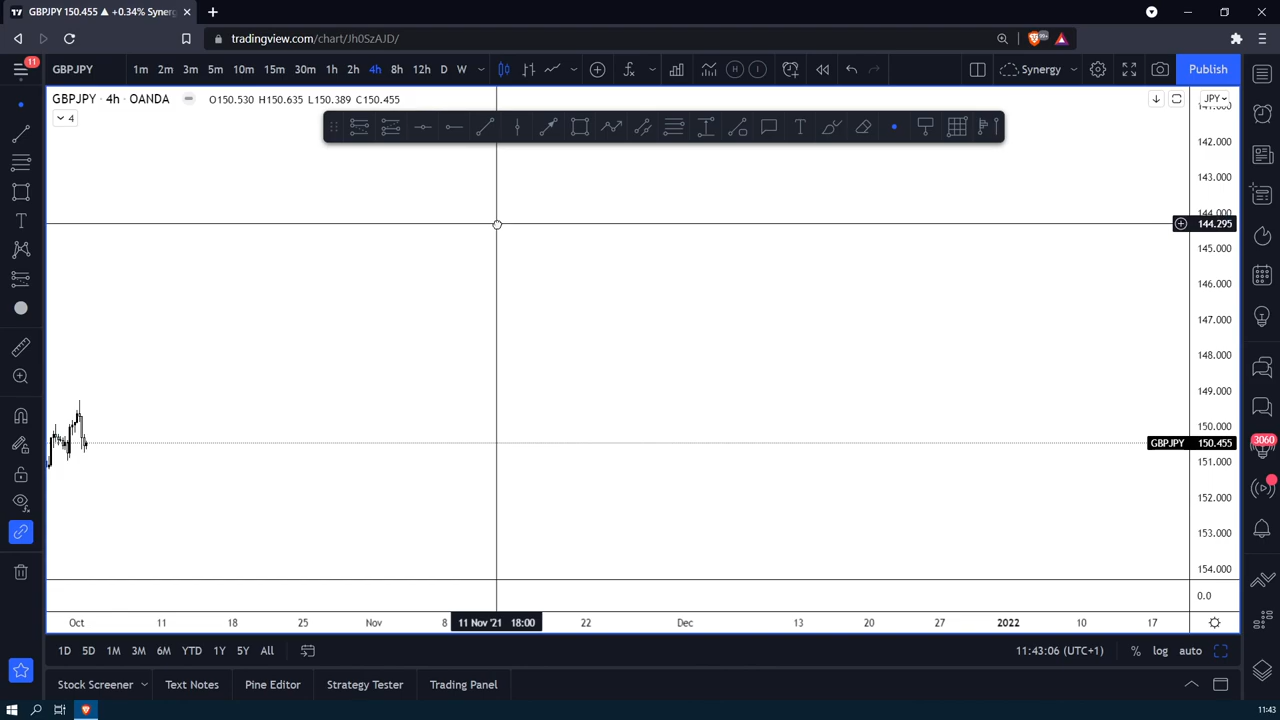 GBPJPY 150.455 ▲ +0.34% Synerg
tradingview.com/chart/Jh0SzAJD/
99+
11
GBPJPY
1m 2m 3m 5m 10m 15m 30m 1h 2h 4h 8h 12h D W
H I
Synergy
Publish
GBPJPY · 4h · OANDA
O150.530 H150.635 L150.389 C150.455
JPY
4
141.000
142.000
143.000
144.000
144.295
145.000
146.000
147.000
148.000
149.000
150.000
GBPJPY 150.455
3060
151.000
152.000
153.000
154.000
0.0
Oct 11 18 25 Nov 8 11 Nov '21 18:00 22 Dec 13 20 27 2022 10 17
1D 5D 1M 3M 6M YTD 1Y 5Y All
11:43:06 (UTC+1) % log auto
Stock Screener Text Notes Pine Editor Strategy Tester Trading Panel
11:43